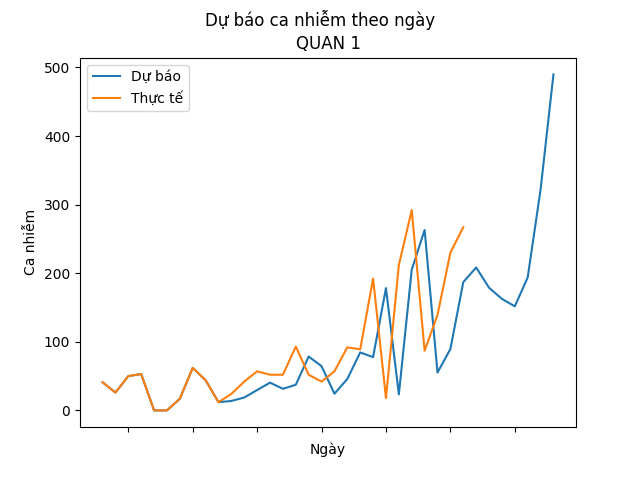 Dự báo ca nhiễm theo ngày
QUAN 1
500
400
300
200
100
0
Ca nhiễm
Dự báo
Thực tế
Ngày